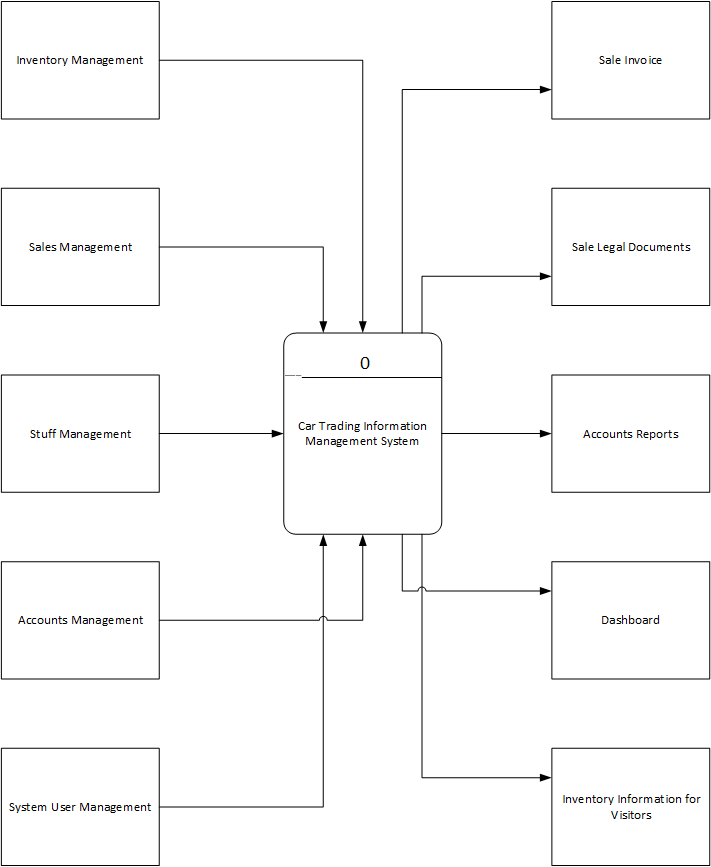 Inventory Management
Sale Invoice
Sales Management
Sale Legal Documents
0
Stuff Management
Car Trading Information
Management System
Accounts Reports
Accounts Management
Dashboard
System User Management
Inventory Information for
Visitors